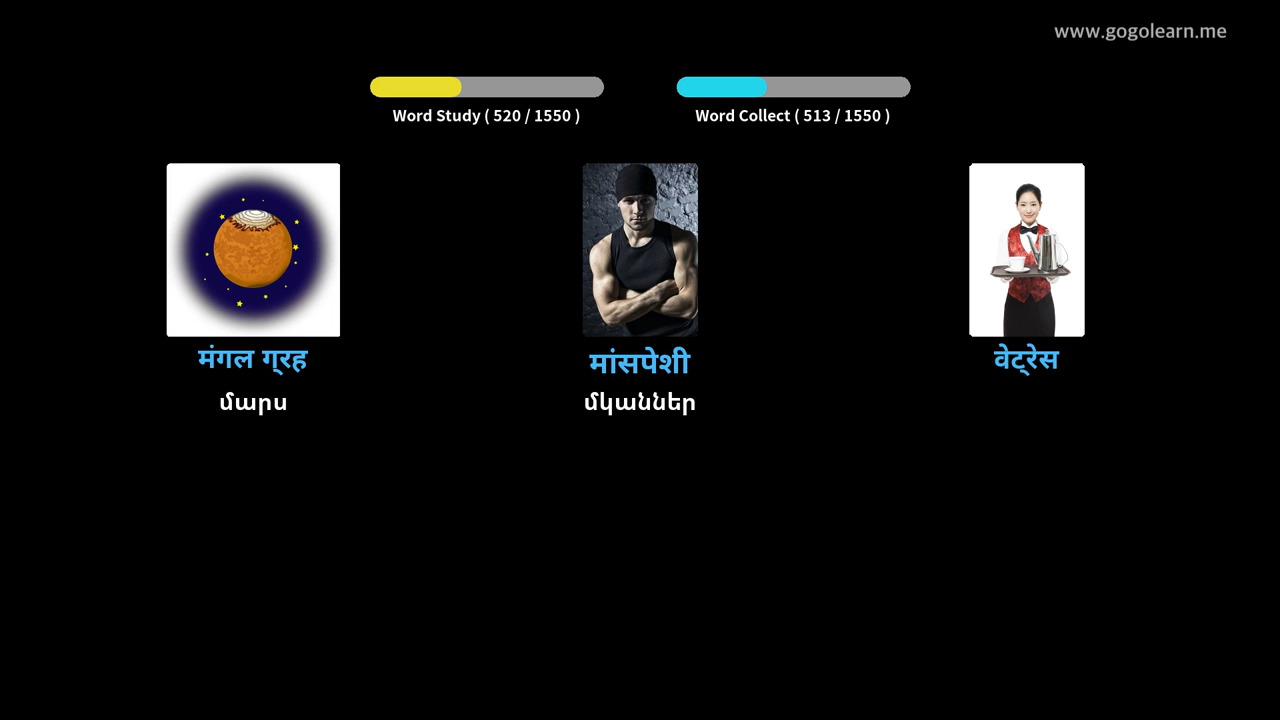 www.gogolearn.me
Word Study ( 520 / 1550 )
Word Collect ( 513 / 1550 )
मंगल ग्रह
मांसपेशी
वेट्रेस
մարս
մկաններ